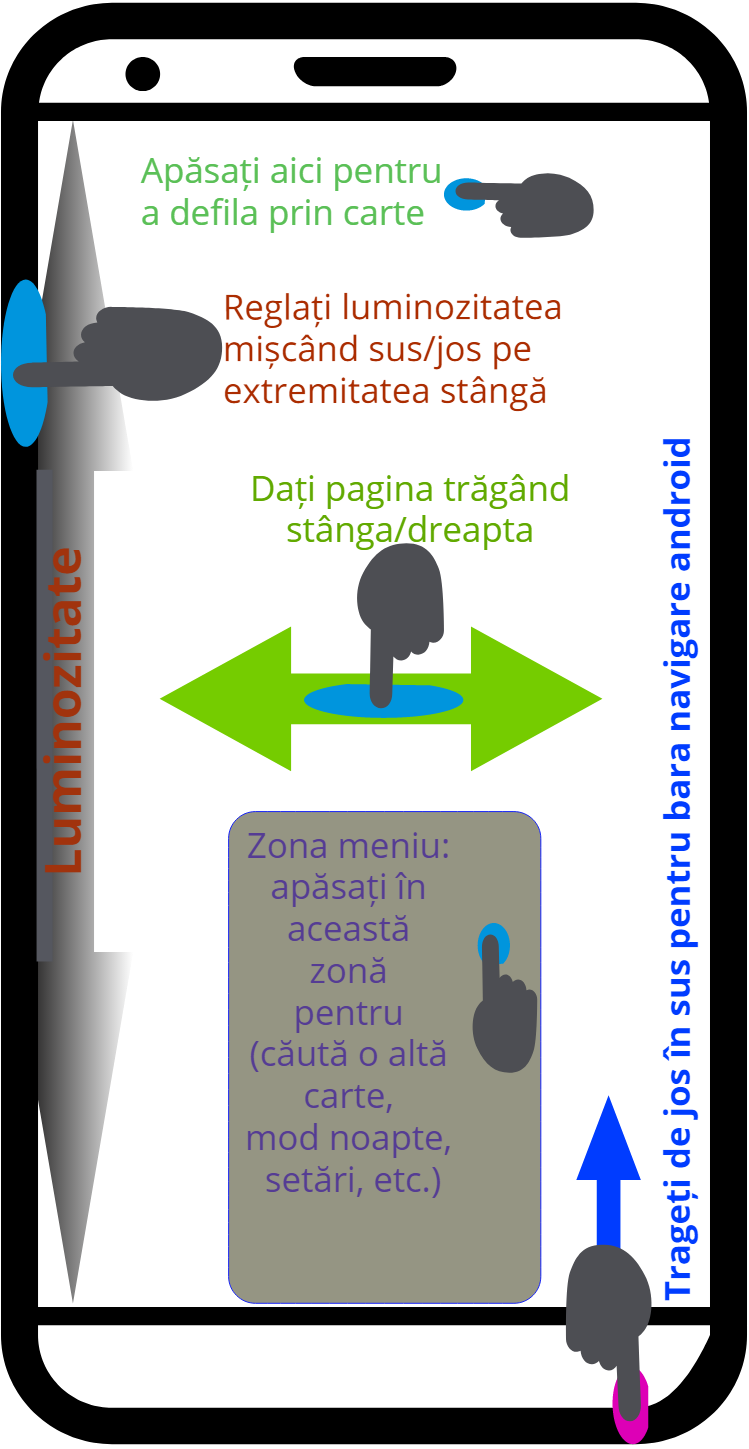 Apăsați aici pentru
a defila prin carte
Reglați luminozitatea
mișcând sus/jos pe
extremitatea stângă
Dați pagina trăgând
stânga/dreapta
Luminozitate
Zona meniu:
apăsați în
această
zonă
pentru
(căută o altă
carte,
mod noapte,
setări, etc.)
Trageți de jos în sus pentru bara navigare android